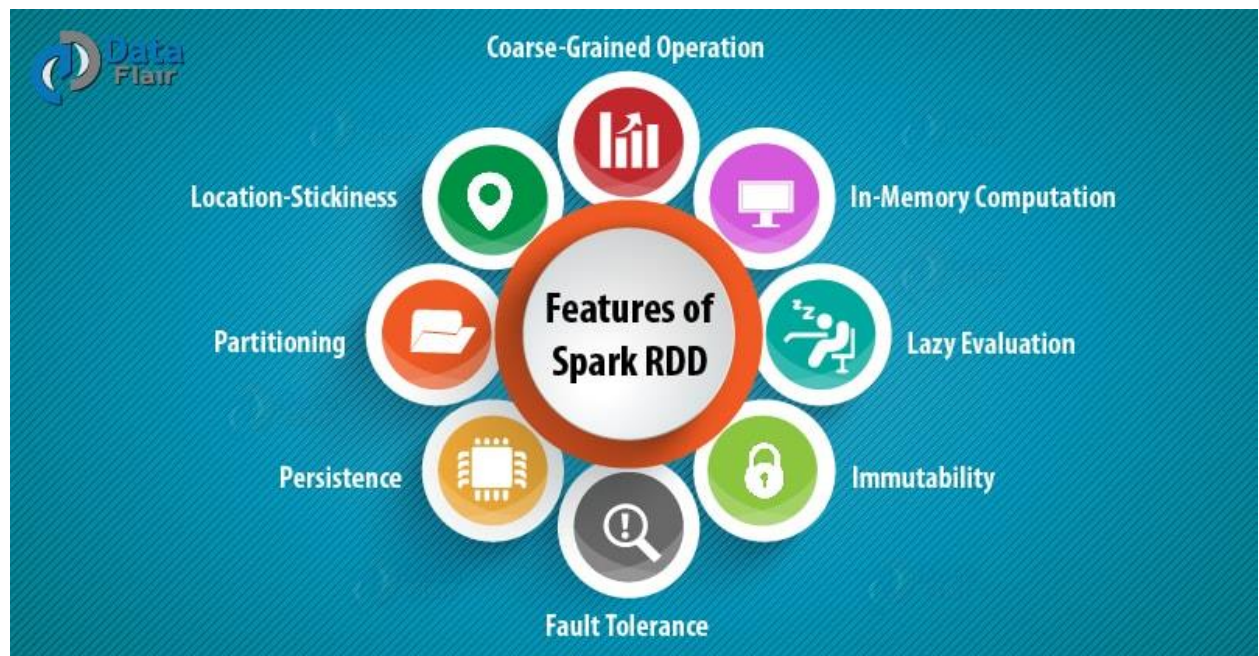 Data
Flair
Coarse-Grained Operation
Location-Stickiness
In-Memory Computation
Features of
Spark RDD
Partitioning
Lazy Evaluation
Persistence
Immutability
Fault Tolerance